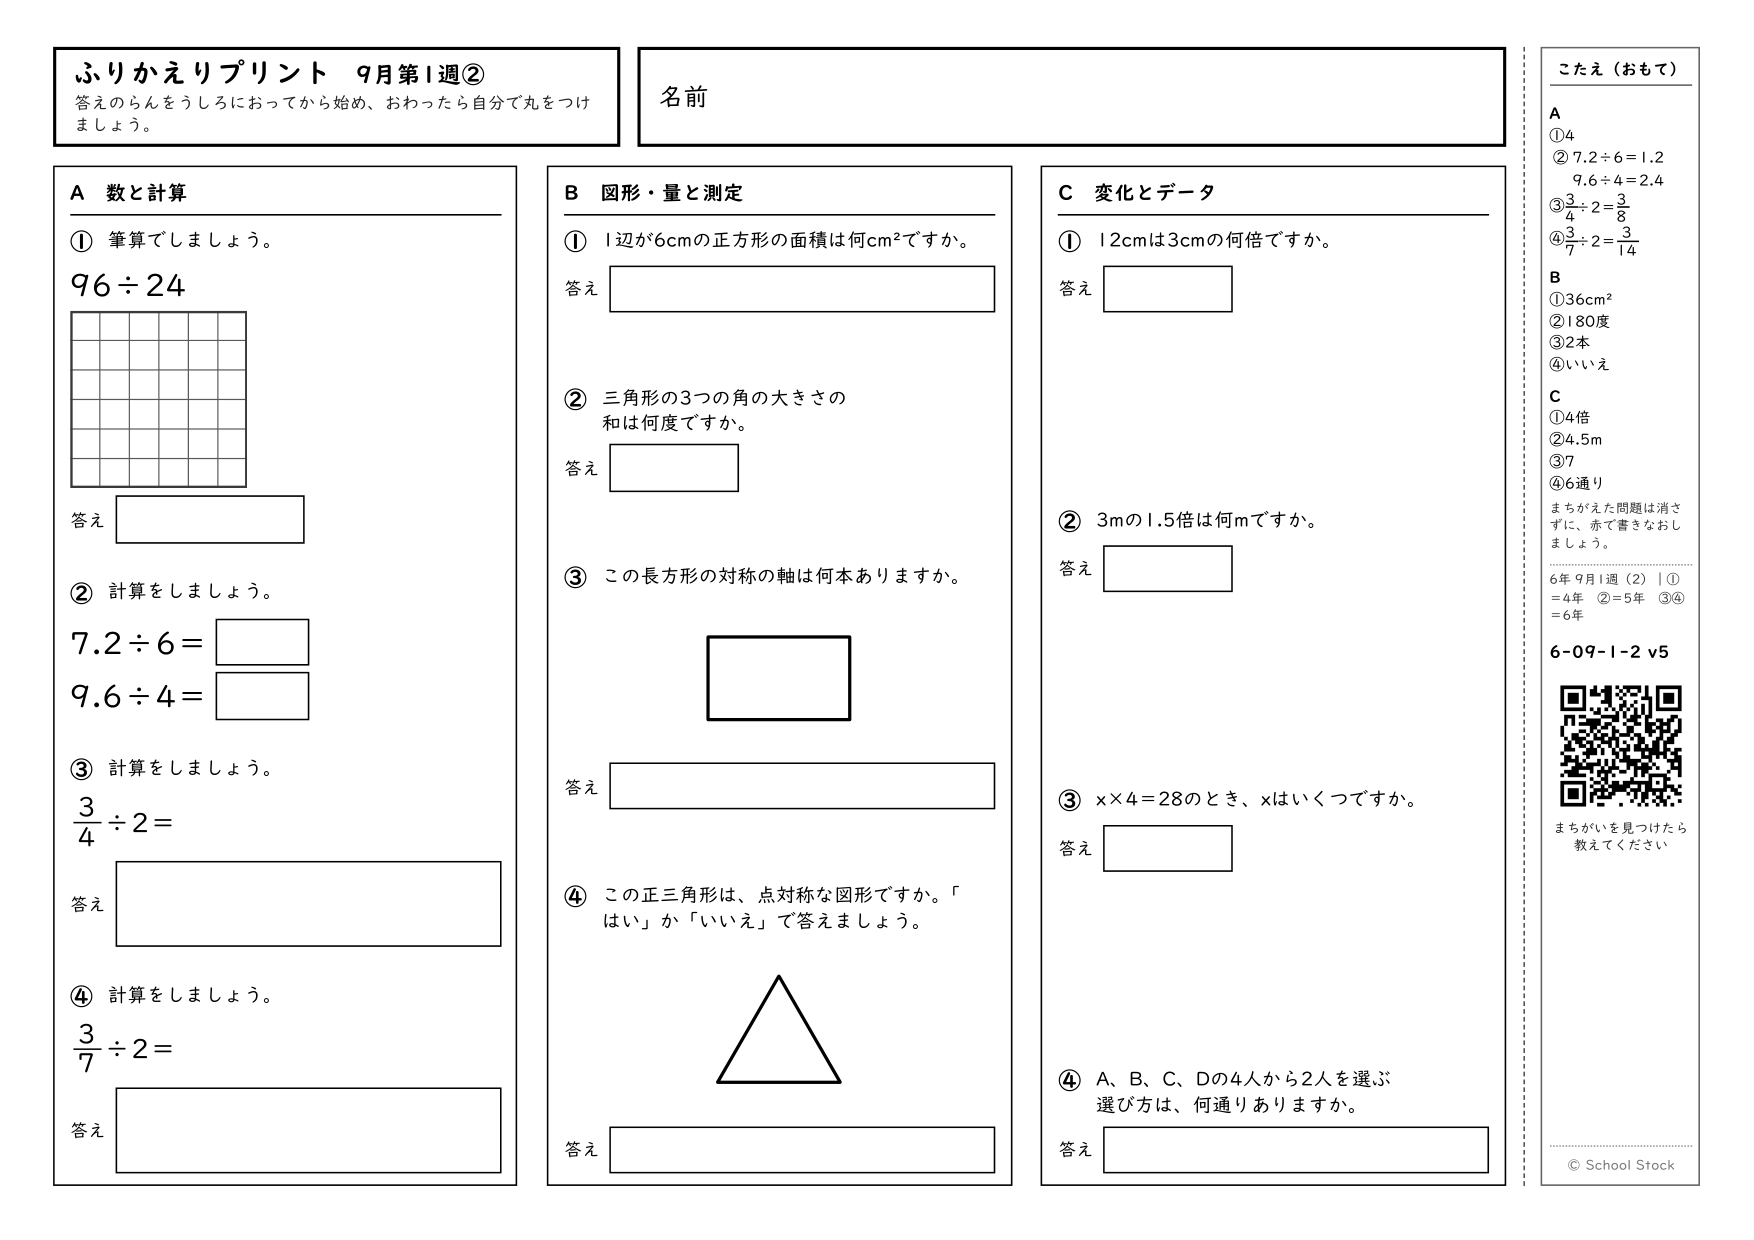 ふりかえりプリント　9月第1週②
答えのらんをうしろにおってから始め、おわったら自分で丸をつけ
ましょう。
名前
A　数と計算
① 筆算でしましょう。
96÷24
答え
② 計算をしましょう。
7.2÷6＝
9.6÷4＝
③ 計算をしましょう。
3/4÷2＝
答え
④ 計算をしましょう。
3/7÷2＝
答え
B　図形・量と測定
① 1辺が6cmの正方形の面積は何cm²ですか。
答え
② 三角形の3つの角の大きさの
和は何度ですか。
答え
③ この長方形の対称の軸は何本ありますか。
答え
④ この正三角形は、点対称な図形ですか。「
はい」か「いいえ」で答えましょう。
答え
C　変化とデータ
① 12cmは3cmの何倍ですか。
答え
② 3mの1.5倍は何mですか。
答え
③ x×4＝28のとき、xはいくつですか。
答え
④ A、B、C、Dの4人から2人を選ぶ
選び方は、何通りありますか。
答え
こたえ（おもて）
A
①4
② 7.2÷6＝1.2
9.6÷4＝2.4
③3/4÷2＝3/8
④3/7÷2＝3/14
B
①36cm²
②180度
③2本
④いいえ
C
①4倍
②4.5m
③7
④6通り
まちがえた問題は消さ
ずに、赤で書きなおし
ましょう。
6年 9月1週（2）｜①
＝4年　②＝5年　③④
＝6年
6-09-1-2 v5
まちがいを見つけたら
教えてください
© School Stock